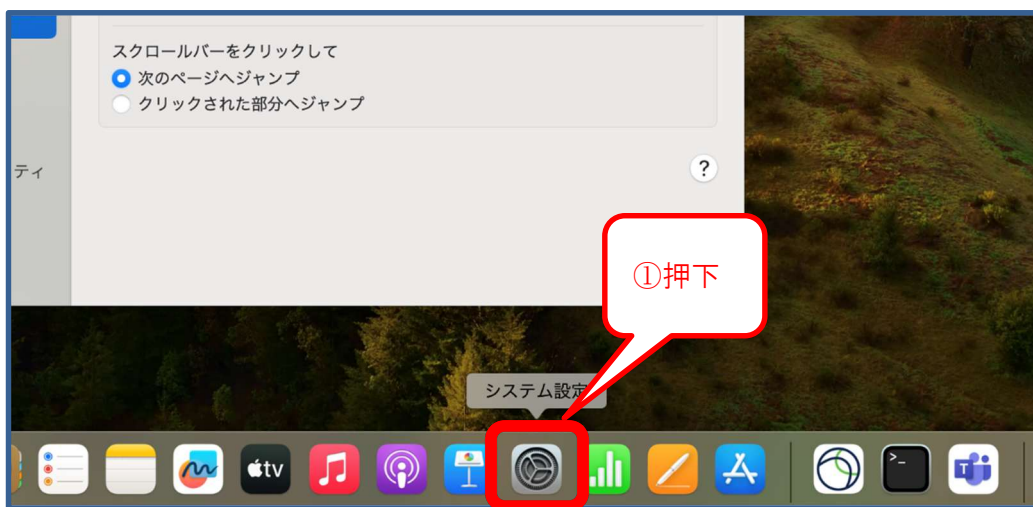 スクロールバーをクリックして
次のページへジャンプ
クリックされた部分へジャンプ
ティ
?
①押下
システム設定
tv
>_
T